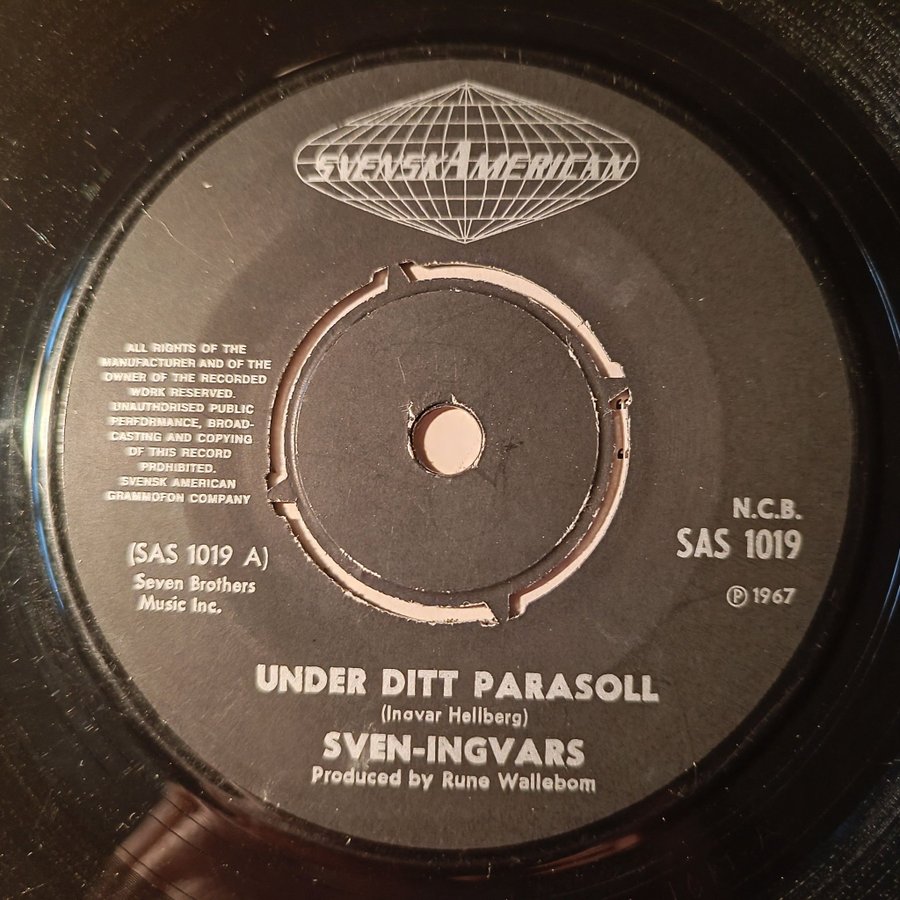 SVENSKAMERICAN
ALL RIGHTS OF THE
MANUFACTURER AND OF THE
OWNER OF THE RECORDED
WORK RESERVED.
UNAUTHORISED PUBLIC
PERFORMANCE, BROAD-
CASTING AND COPYING
OF THIS RECORD
PROHIBITED.
SVENSK AMERICAN
GRAMMOFON COMPANY
(SAS 1019 A)
Seven Brothers
Music Inc.
N.C.B.
SAS 1019
℗ 1967
UNDER DITT PARASOLL
(Ingvar Hellberg)
SVEN-INGVARS
Produced by Rune Wallebom